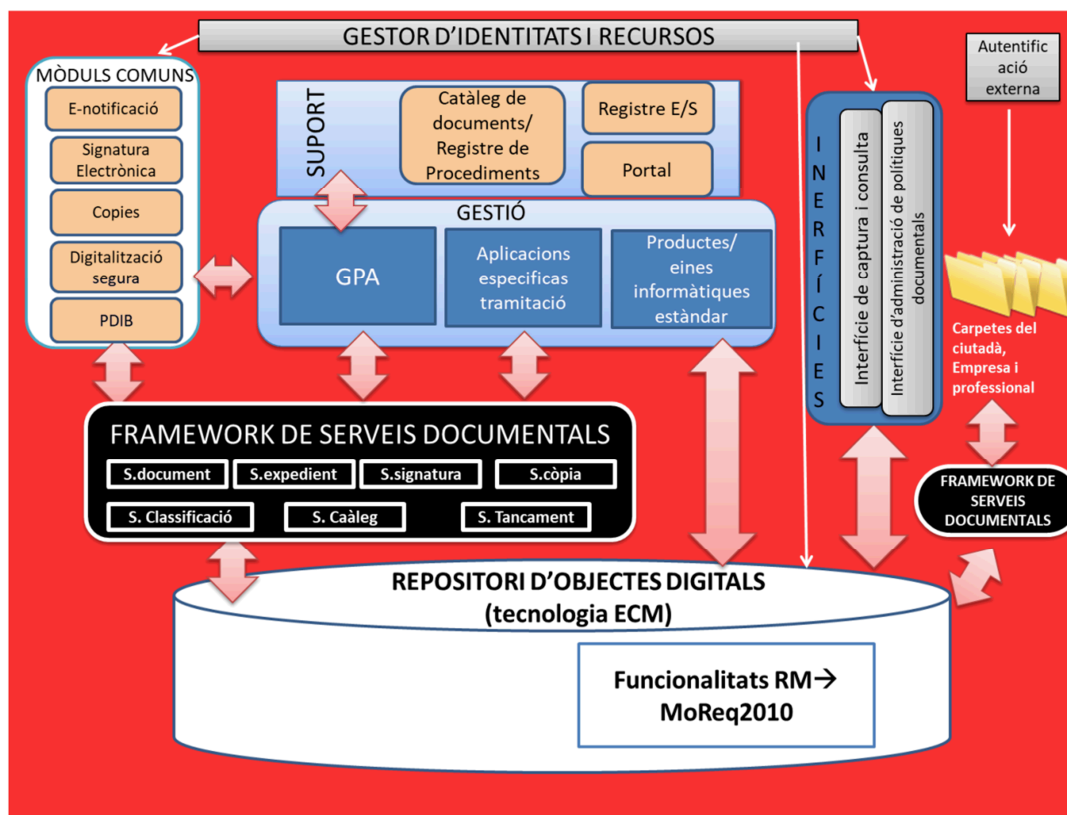 GESTOR D'IDENTITATS I RECURSOS
Autentific
ació
externa
MÒDULS COMUNS
E-notificació
Signatura
Electrònica
Copies
Digitalització
segura
PDIB
SUPORT
Catàleg de
documents/
Registre de
Procediments
Registre E/S
Portal
GESTIÓ
GPA
Aplicacions
especificas
tramitació
Productes/
eines
informàtiques
estàndar
INERFÍCIES
Interfície de captura i consulta
Interfície d'administració de polítiques
documentals
Carpetes del
ciutadà,
Empresa i
professional
FRAMEWORK DE SERVEIS DOCUMENTALS
S.document
S.expedient
S.signatura
S.còpia
S. Classificació
S. Caàleg
S. Tancament
FRAMEWORK DE
SERVEIS
DOCUMENTALS
REPOSITORI D'OBJECTES DIGITALS
(tecnologia ECM)
Funcionalitats RM→
MoReq2010